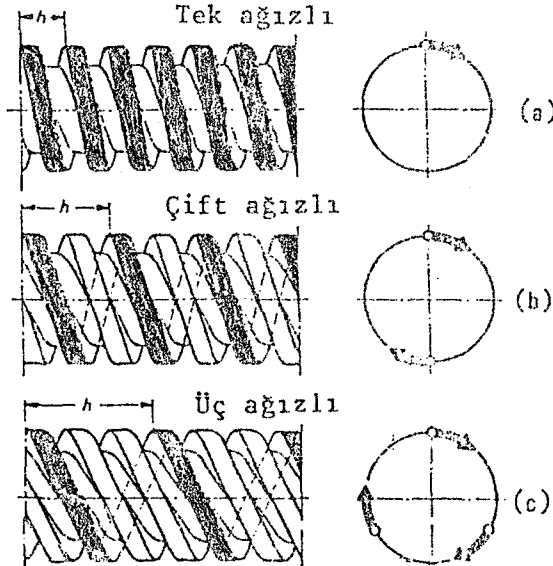 h
Tek ağızlı
(a)
Çift ağızlı
h
(b)
h
Üç ağızlı
(c)